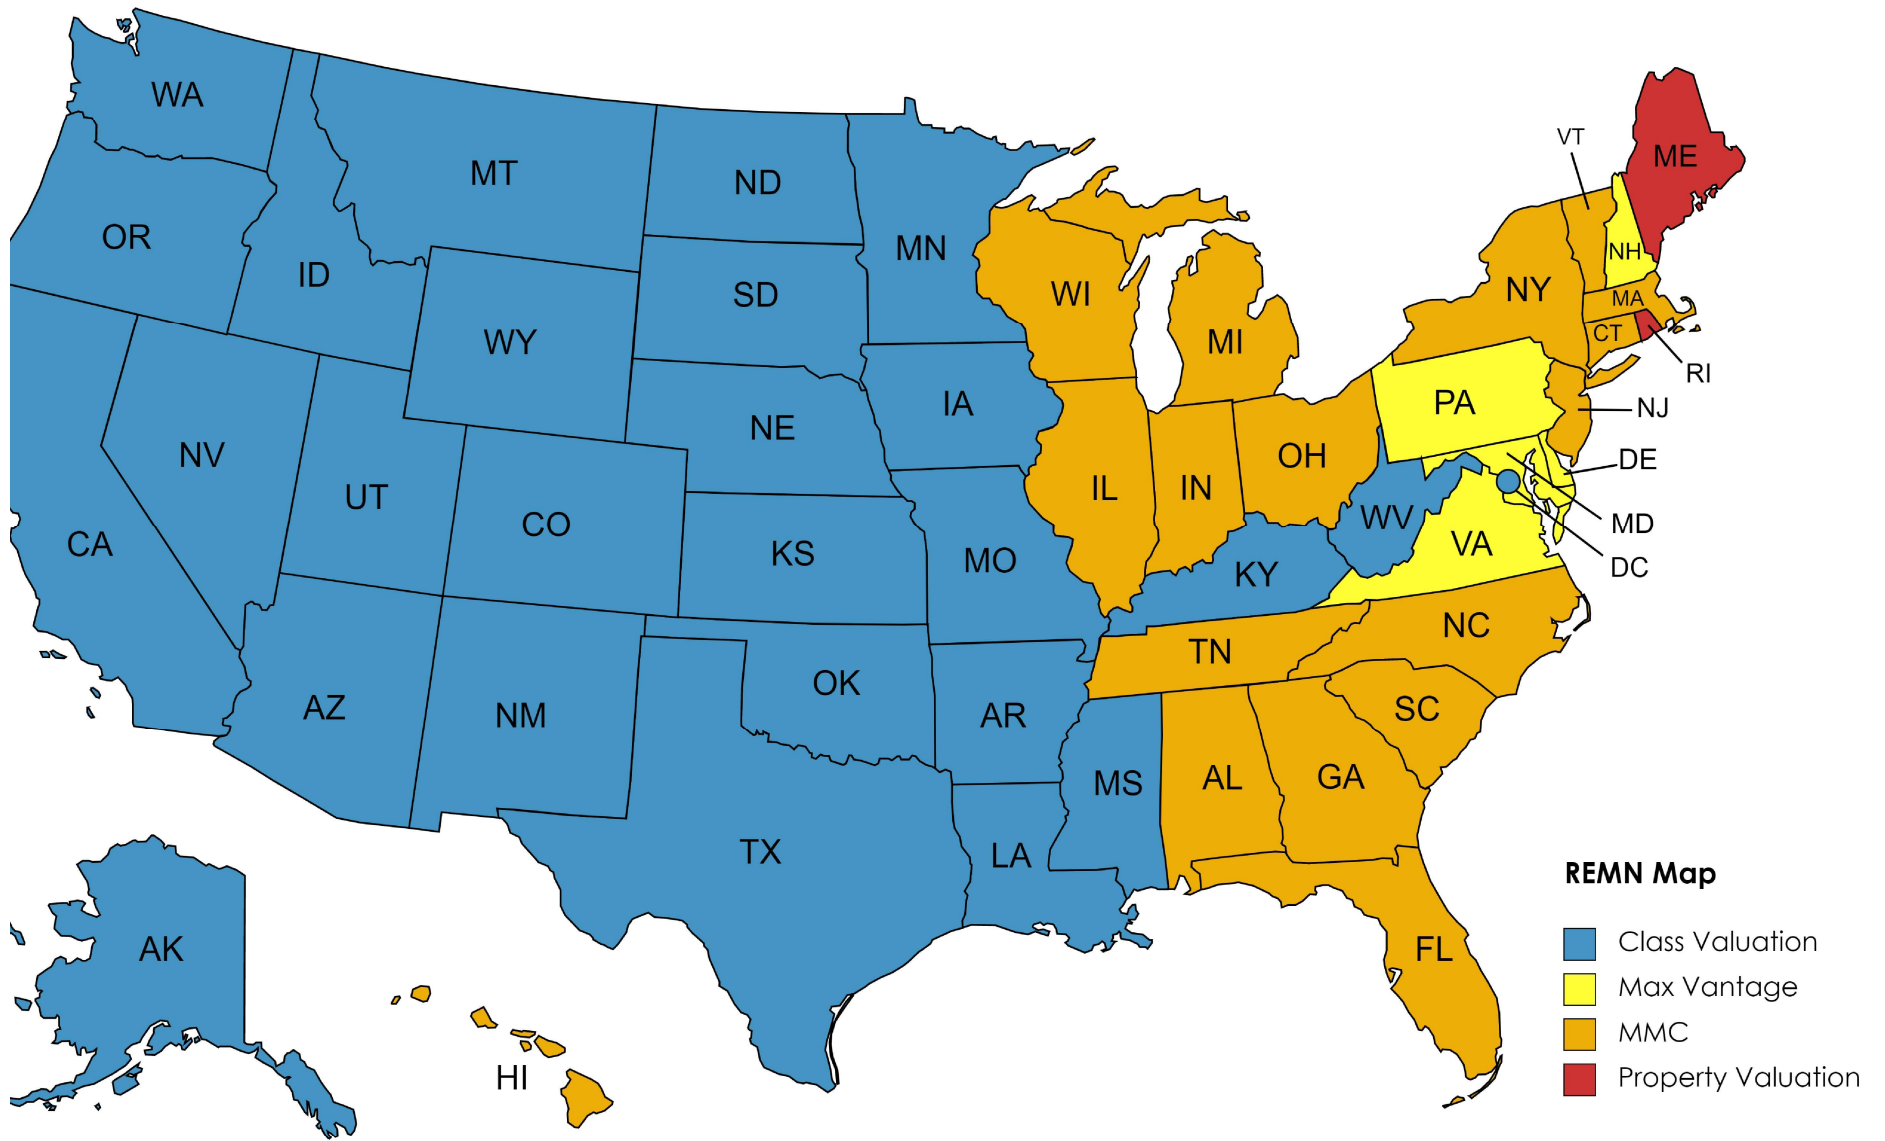 WA
MT
ND
MN
OR
ID
SD
WY
WI
MI
VT
ME
NH
NY
MA
CT
RI
NJ
PA
DE
MD
DC
IA
NE
NV
UT
CO
KS
MO
IL
IN
OH
WV
VA
KY
CA
AZ
NM
OK
AR
TN
NC
SC
MS
AL
GA
TX
LA
FL
AK
HI
REMN Map
Class Valuation
Max Vantage
MMC
Property Valuation